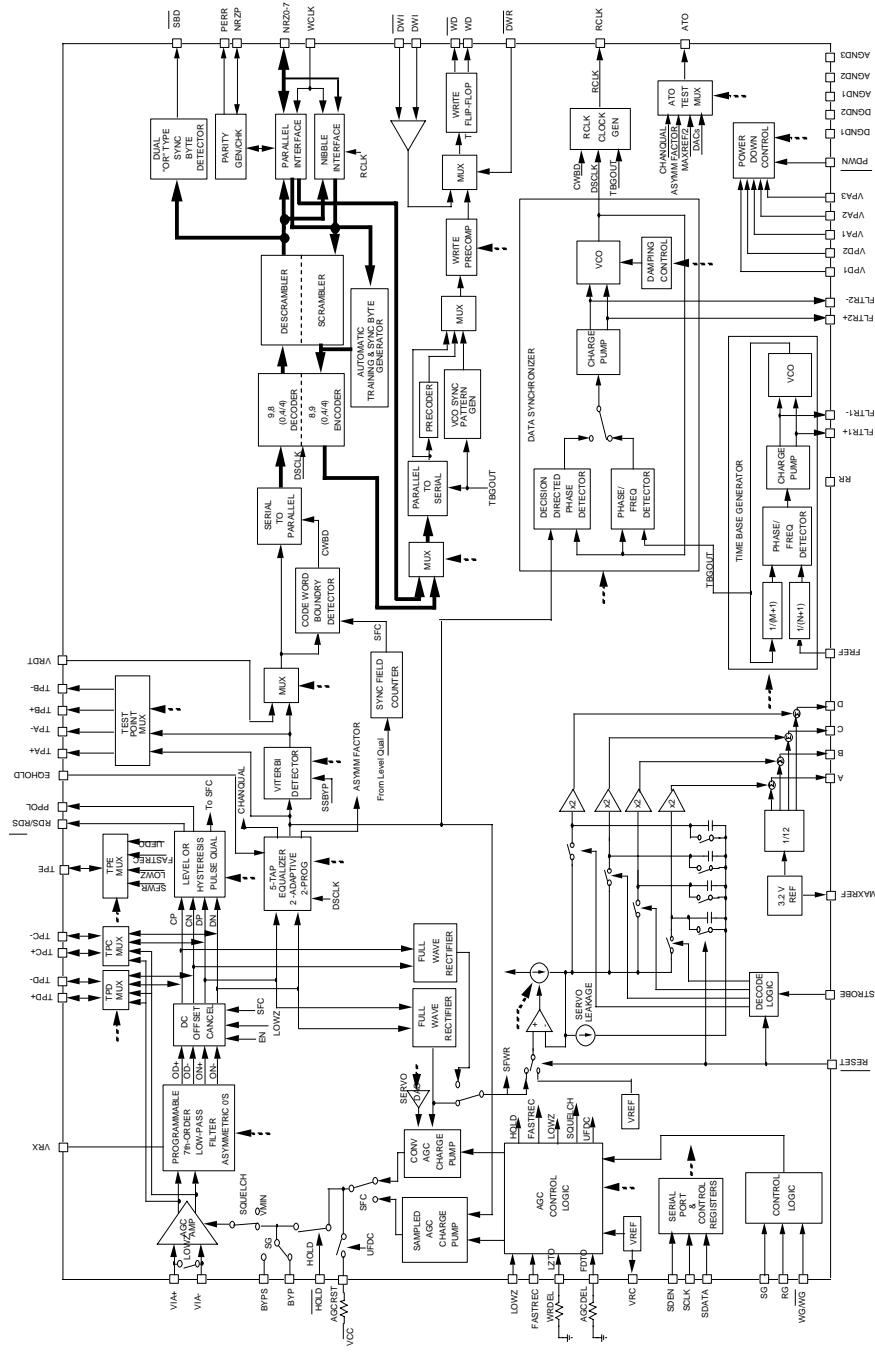 SBD
PERR
NRZP
NRZ0-7
WCLK
DWI
DWI
WD
WD
DWR
RCLK
ATO
DUAL
"OR" TYPE
SYNC
BYTE
DETECTOR
PARITY
GEN/CHK
PARALLEL
INTERFACE
NIBBLE
INTERFACE
RCLK
WRITE
FLIP-FLOP
T
MUX
RCLK
RCLK
CLOCK
GEN
CWBD
DSCLK
TBGOUT
ATO
TEST
MUX
CHANQUAL
ASYMM FACTOR
MAXREF/2
DACs
AGND3
AGND2
AGND1
DGND2
DGND1
PDWN
VPA3
VPA2
VPA1
VPD2
VPD1
FLTR2-
FLTR2+
FLTR1-
FLTR1+
RR
FREF
POWER
DOWN
CONTROL
DESCRAMBLER
SCRAMBLER
AUTOMATIC
TRAINING & SYNC BYTE
GENERATOR
WRITE
PRECOMP
MUX
VCO
DAMPING
CONTROL
CHARGE
PUMP
9,8
(0,4/4)
DECODER
8,9
(0,4/4)
ENCODER
DSCLK
PRECODER
VCO SYNC
PATTERN
GEN
PARALLEL
TO
SERIAL
TBGOUT
DATA SYNCHRONIZER
DECISION
DIRECTED
PHASE
DETECTOR
PHASE/
FREQ
DETECTOR
TBGOUT
VCO
CHARGE
PUMP
PHASE/
FREQ
DETECTOR
1/(M+1)
1/(N+1)
TIME BASE GENERATOR
SERIAL
TO
PARALLEL
CWBD
CODE WORD
BOUNDRY
DETECTOR
MUX
SFC
SYNC FIELD
COUNTER
From Level Qual
MUX
VRDT
TPB-
TPB+
TPA-
TPA+
EQHOLD
PPOL
RDS/RDS
TPE
TPC-
TPC+
TPD-
TPD+
VRX
TEST
POINT
MUX
VITERBI
DETECTOR
SSBYP
CHANQUAL
ASYMM FACTOR
To SFC
LEVEL OR
HYSTERESIS
PULSE QUAL
5-TAP
EQUALIZER
2 -ADAPTIVE
2-PROG
DSCLK
TPE
MUX
UFDC
FASTREC
LOWZ
SFWR
TPC
MUX
TPD
MUX
CP
CN
DP
DN
DC
OFFSET
CANCEL
SFC
LOWZ
EN
OD+
OD-
ON+
ON-
PROGRAMMABLE
7th-ORDER
LOW-PASS
FILTER
ASYMMETRIC 0'S
FULL
WAVE
RECTIFIER
FULL
WAVE
RECTIFIER
SERVO
DAC
SFWR
SERVO
LEAKAGE
VREF
+
-
x2
x2
x2
x2
Σ
Σ
Σ
Σ
D
C
B
A
1/12
3.2 V
REF
MAXREF
STROBE
RESET
DECODE
LOGIC
AGC
AMP
LOWZ
SQUELCH
VMIN
SG
HOLD
UFDC
SFC
CONV
AGC
CHARGE
PUMP
SAMPLED
AGC
CHARGE
PUMP
HOLD
FASTREC
LOWZ
SQUELCH
UFDC
AGC
CONTROL
LOGIC
VREF
LZTO
FDTO
SERIAL
PORT
&
CONTROL
REGISTERS
CONTROL
LOGIC
VIA+
VIA-
BYPS
BYP
HOLD
AGCRST
VCC
LOWZ
FASTREC
WRDEL
AGCDEL
VRC
SDEN
SCLK
SDATA
SG
RG
WG/WG